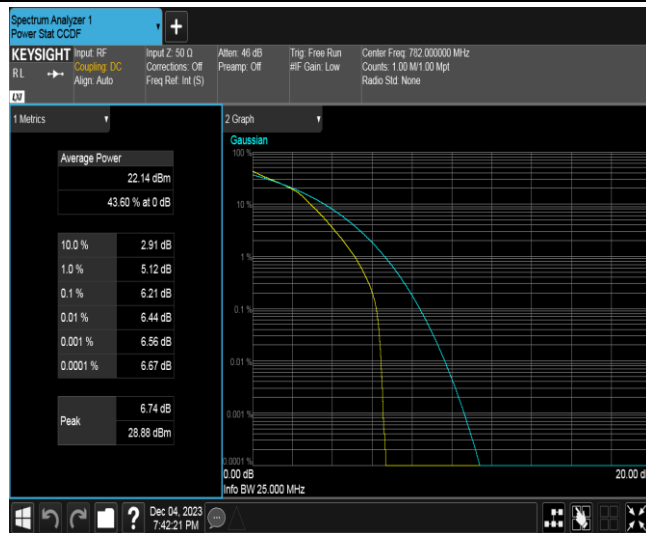 Spectrum Analyzer 1
Power Stat CCDF
+
KEYSIGHT
RL
Input: RF
Coupling: DC
Align: Auto
Input Z: 50 Ω
Corrections: Off
Freq Ref: Int (S)
Atten: 46 dB
Preamp: Off
Trig: Free Run
#IF Gain: Low
Center Freq: 782.000000 MHz
Counts: 1.00 M/1.00 Mpt
Radio Std: None
1 Metrics
Average Power
22.14 dBm
43.60 % at 0 dB
10.0 % 2.91 dB
1.0 % 5.12 dB
0.1 % 6.21 dB
0.01 % 6.44 dB
0.001 % 6.56 dB
0.0001 % 6.67 dB
Peak
6.74 dB
28.88 dBm
2 Graph
Gaussian
100 %
10 %
1 %
0.1 %
0.01 %
0.001 %
0.0001 %
0.00 dB
20.00 d
Info BW 25.000 MHz
?
Dec 04, 2023
7:42:21 PM